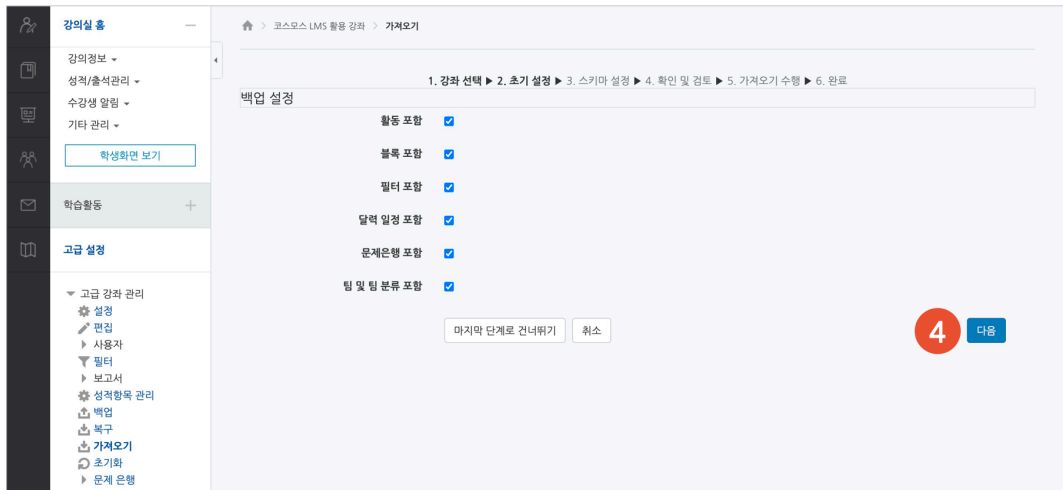 강의실 홈
강의정보
성적/출석관리
수강생 알림
기타 관리
학생화면 보기
학습활동
고급 설정
고급 강좌 관리
설정
편집
사용자
필터
보고서
성적항목 관리
백업
복구
가져오기
초기화
문제 은행
코스모스 LMS 활용 강좌 > 가져오기
1. 강좌 선택 ▶ 2. 초기 설정 ▶ 3. 스키마 설정 ▶ 4. 확인 및 검토 ▶ 5. 가져오기 수행 ▶ 6. 완료
백업 설정
활동 포함
블록 포함
필터 포함
달력 일정 포함
문제은행 포함
팀 및 팀 분류 포함
마지막 단계로 건너뛰기 취소 4 다음